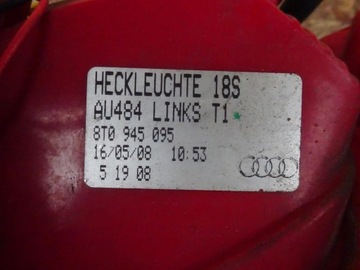 HECKLEUCHTE 18S
AU484 LINKS T1
8T0 945 095
16/05/08 10:53
5 19 08